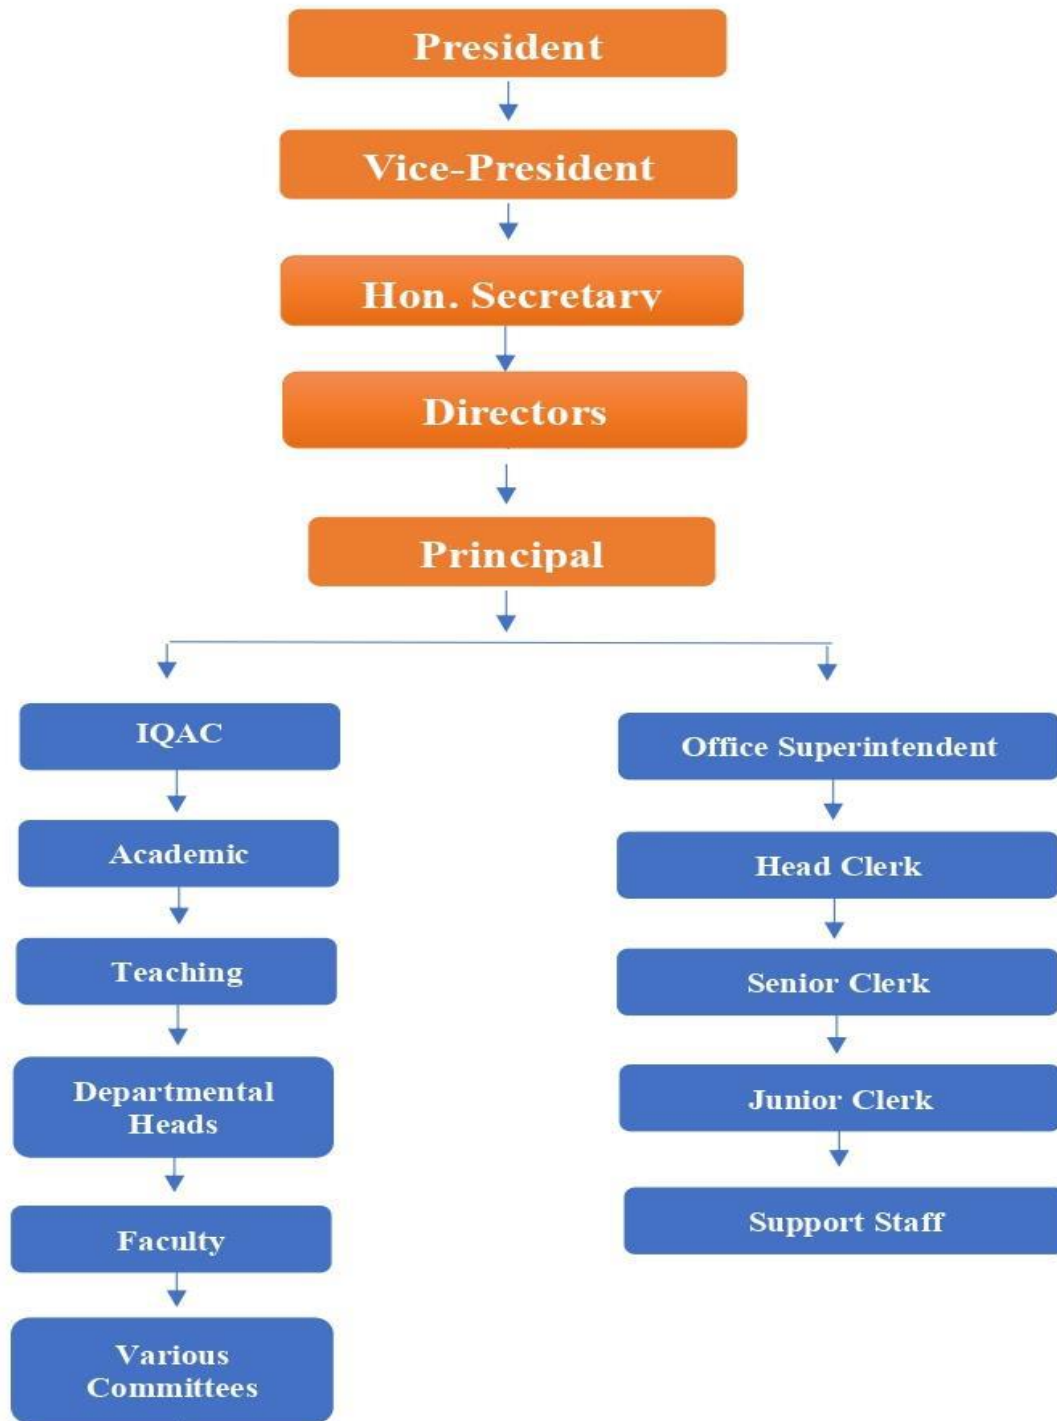 President
Vice-President
Hon. Secretary
Directors
Principal
IQAC
Academic
Teaching
Departmental
Heads
Faculty
Various
Committees
Office Superintendent
Head Clerk
Senior Clerk
Junior Clerk
Support Staff